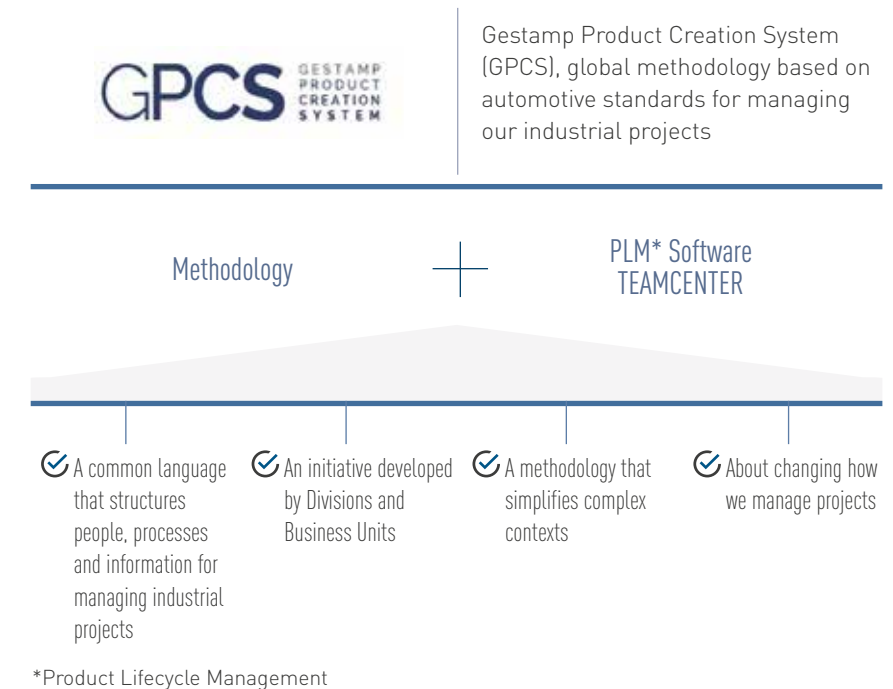 GPCS
GESTAMP
PRODUCT
CREATION
SYSTEM
Gestamp Product Creation System
(GPCS), global methodology based on
automotive standards for managing
our industrial projects
Methodology
PLM* Software
TEAMCENTER
A common language
that structures
people, processes
and information for
managing industrial
projects
An initiative developed
by Divisions and
Business Units
A methodology that
simplifies complex
contexts
About changing how
we manage projects
*Product Lifecycle Management